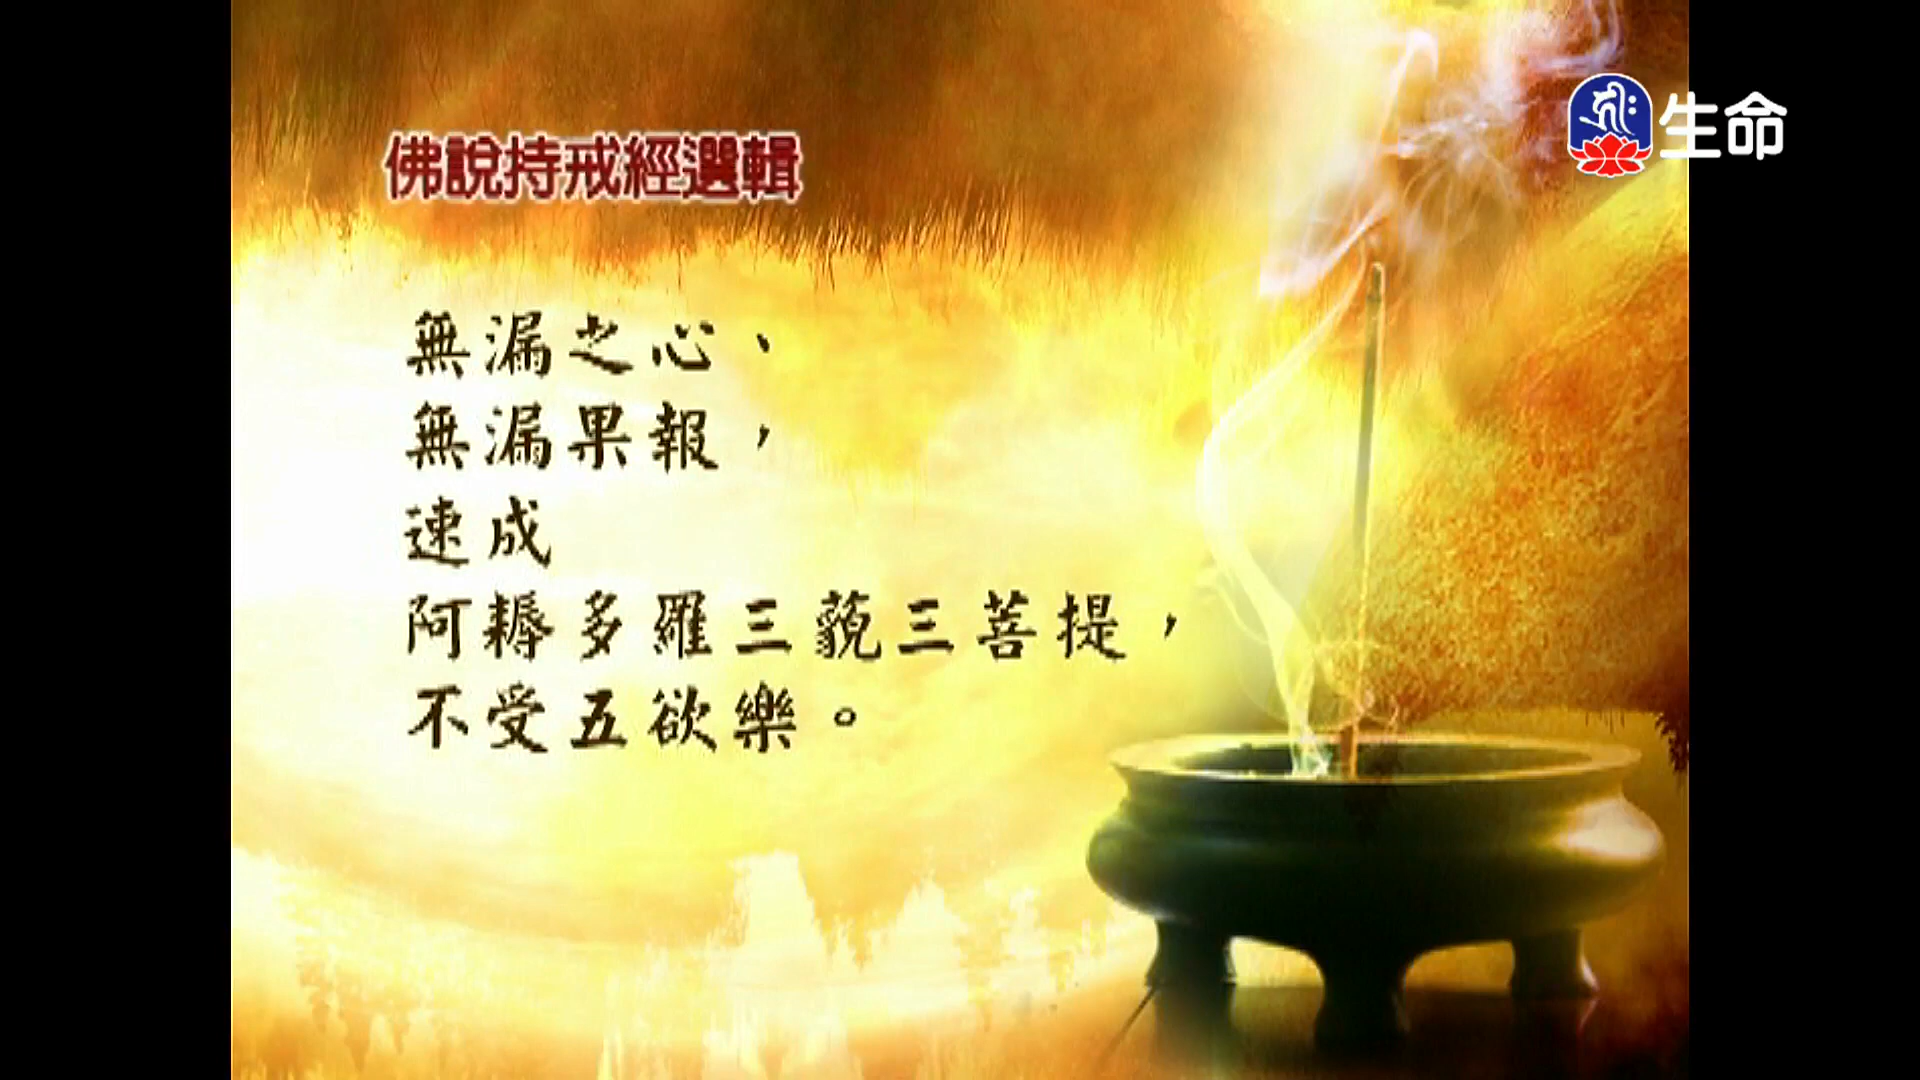 生命
佛說持戒經選輯
無漏之心、
無漏果報，
速成
阿耨多羅三藐三菩提，
不受五欲樂。